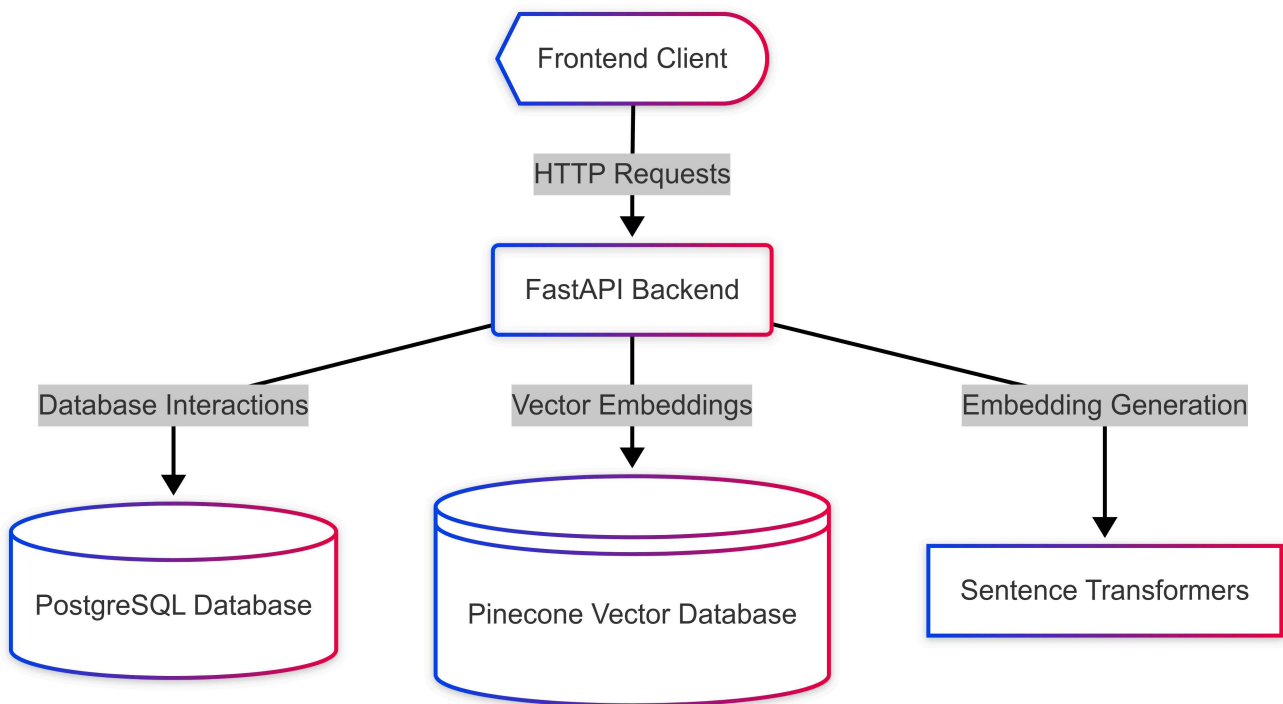 Frontend Client
HTTP Requests
FastAPI Backend
Database Interactions
Vector Embeddings
Embedding Generation
PostgreSQL Database
Pinecone Vector Database
Sentence Transformers